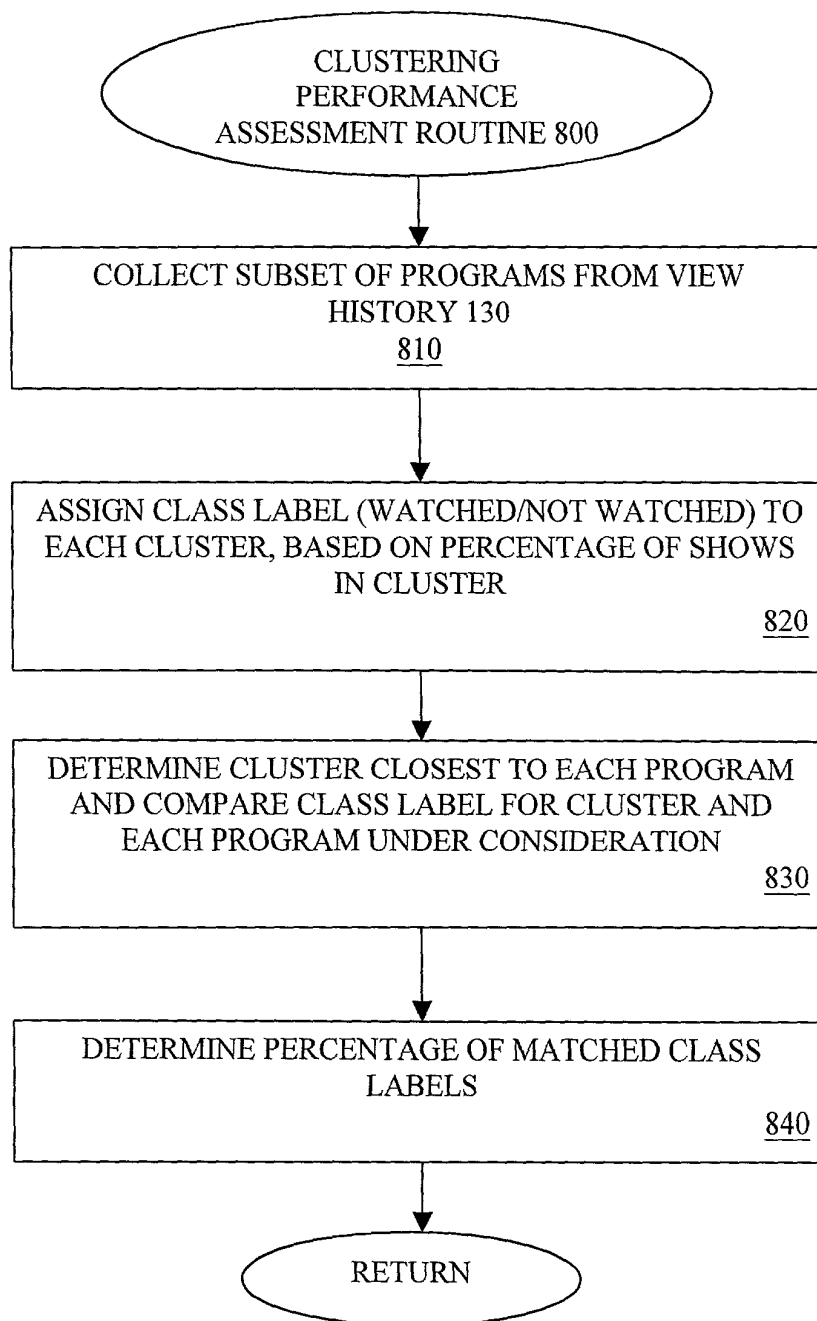 CLUSTERING
PERFORMANCE
ASSESSMENT ROUTINE 800
COLLECT SUBSET OF PROGRAMS FROM VIEW
HISTORY 130
810
ASSIGN CLASS LABEL (WATCHED/NOT WATCHED) TO
EACH CLUSTER, BASED ON PERCENTAGE OF SHOWS
IN CLUSTER
820
DETERMINE CLUSTER CLOSEST TO EACH PROGRAM
AND COMPARE CLASS LABEL FOR CLUSTER AND
EACH PROGRAM UNDER CONSIDERATION
830
DETERMINE PERCENTAGE OF MATCHED CLASS
LABELS
840
RETURN